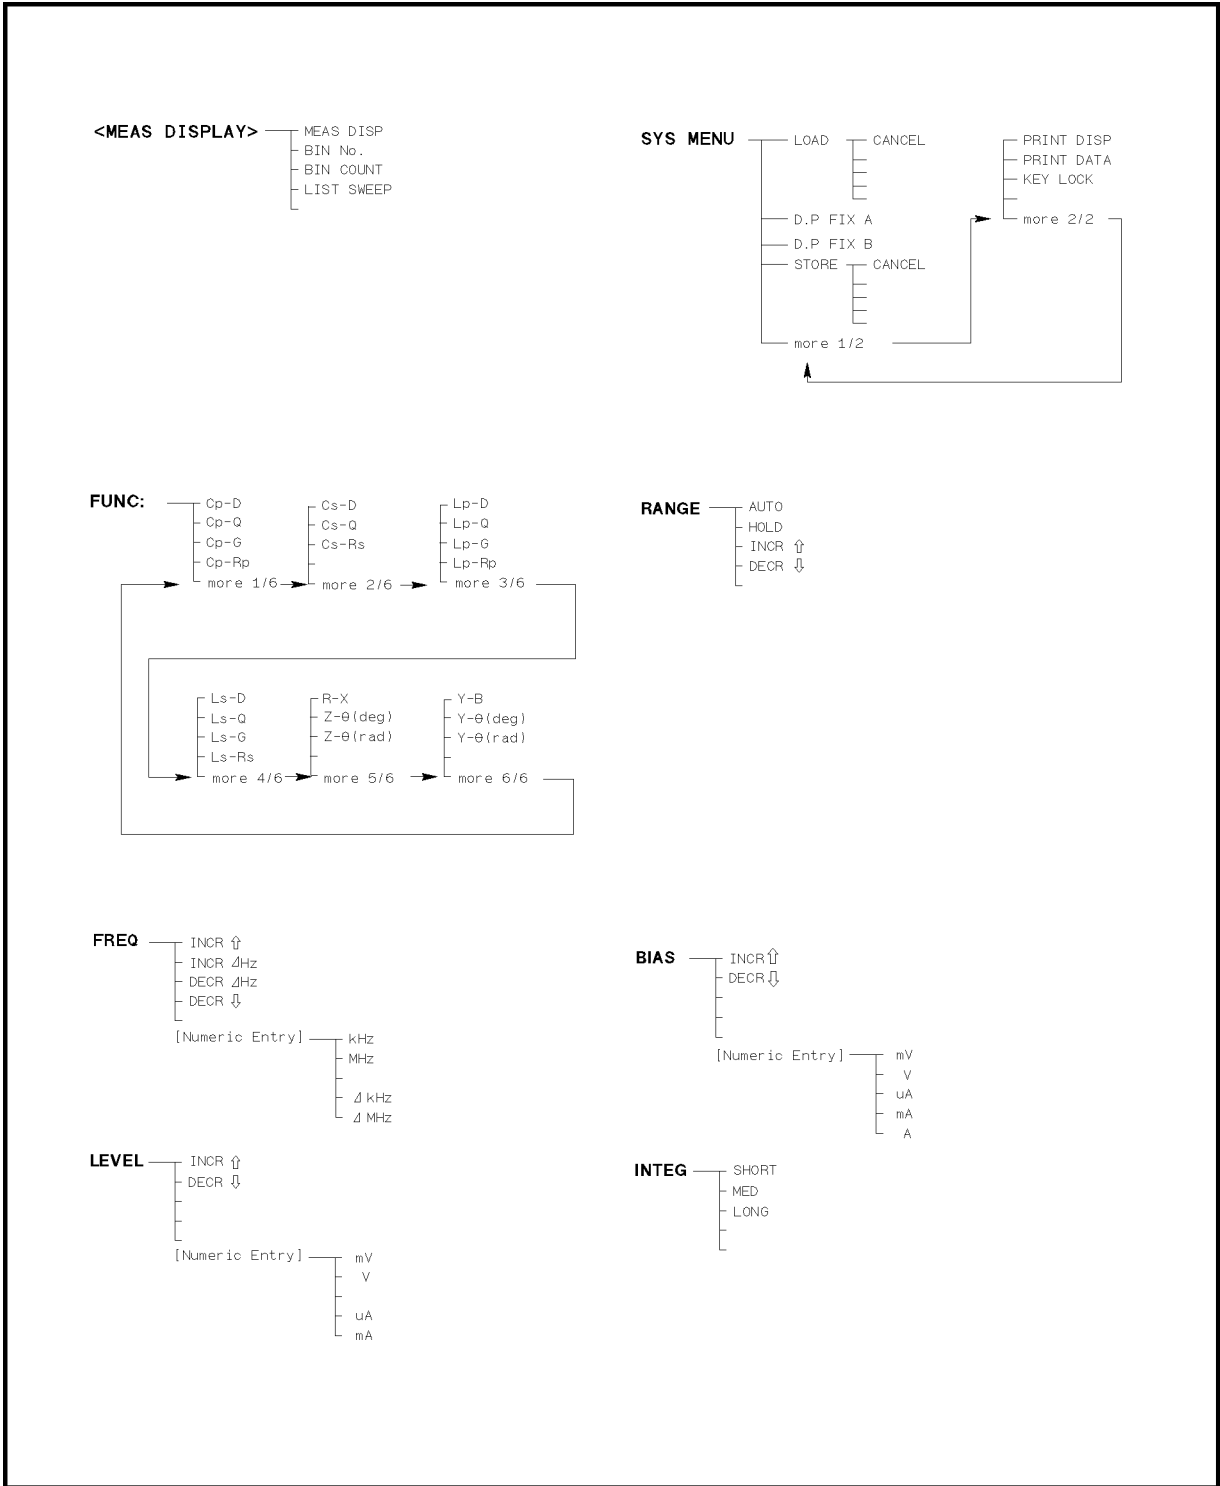 <MEAS DISPLAY>
MEAS DISP
BIN No.
BIN COUNT
LIST SWEEP
SYS MENU
LOAD
CANCEL
D.P FIX A
D.P FIX B
STORE
CANCEL
more 1/2
PRINT DISP
PRINT DATA
KEY LOCK
more 2/2
FUNC:
Cp-D
Cp-Q
Cp-G
Cp-Rp
more 1/6
Cs-D
Cs-Q
Cs-Rs
more 2/6
Lp-D
Lp-Q
Lp-G
Lp-Rp
more 3/6
Ls-D
Ls-Q
Ls-G
Ls-Rs
more 4/6
R-X
Z-θ(deg)
Z-θ(rad)
more 5/6
Y-B
Y-θ(deg)
Y-θ(rad)
more 6/6
RANGE
AUTO
HOLD
INCR ⇧
DECR ⇩
FREQ
INCR ⇧
INCR ⊿Hz
DECR ⊿Hz
DECR ⇩
[Numeric Entry]
kHz
MHz
⊿ kHz
⊿ MHz
BIAS
INCR ⇧
DECR ⇩
[Numeric Entry]
mV
V
uA
mA
A
LEVEL
INCR ⇧
DECR ⇩
[Numeric Entry]
mV
V
uA
mA
INTEG
SHORT
MED
LONG